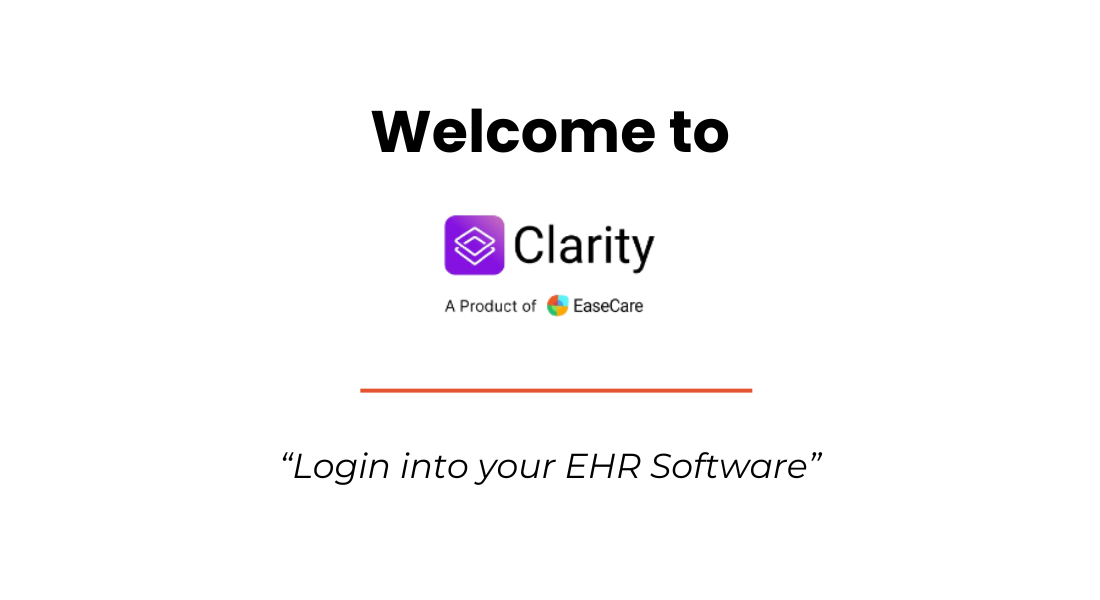 Welcome to
Clarity
A Product of EaseCare
“Login into your EHR Software”